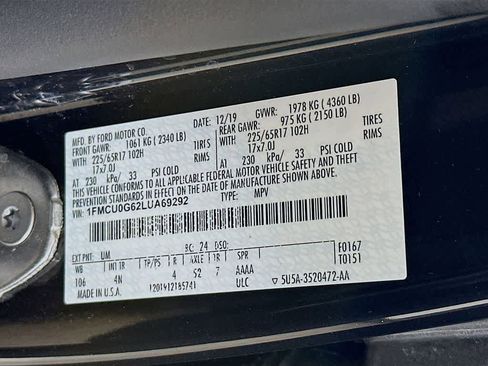 MFD. BY FORD MOTOR CO. 12/19 GVWR: 1978 KG ( 4360 LB)
FRONT GAWR: 1061 KG ( 2340 LB) REAR GAWR: 975 KG ( 2150 LB)
WITH 225/65R17 102H TIRES WITH 225/65R17 102H TIRES
17x7.0J RIMS 17x7.0J RIMS
AT 230 kPa/ 33 PSI COLD AT 230 kPa/ 33 PSI COLD
THIS VEHICLE CONFORMS TO ALL APPLICABLE FEDERAL MOTOR VEHICLE SAFETY AND BUMPER
STANDARDS IN EFFECT ON THE DATE OF MANUFACTURE SHOWN ABOVE.
VIN: 1FMCU0G62LUA69292 TYPE: MPV
EXT PNT: UM RC: 24 DSO: F0167
WB INT TR TP/PS R AXLE TR SPR T0151
106 4N 4 S2 7 AAAA
MADE IN U.S.A. ULC 5U5A-3520472-AA